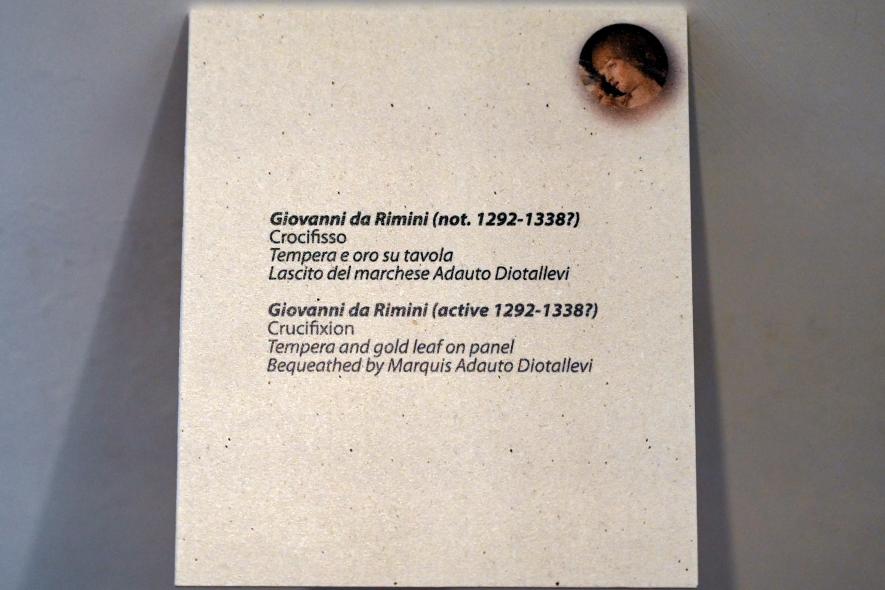 Giovanni da Rimini (not. 1292-1338?)
Crocifisso
Tempera e oro su tavola
Lascito del marchese Adauto Diotallevi
Giovanni da Rimini (active 1292-1338?)
Crucifixion
Tempera and gold leaf on panel
Bequeathed by Marquis Adauto Diotallevi